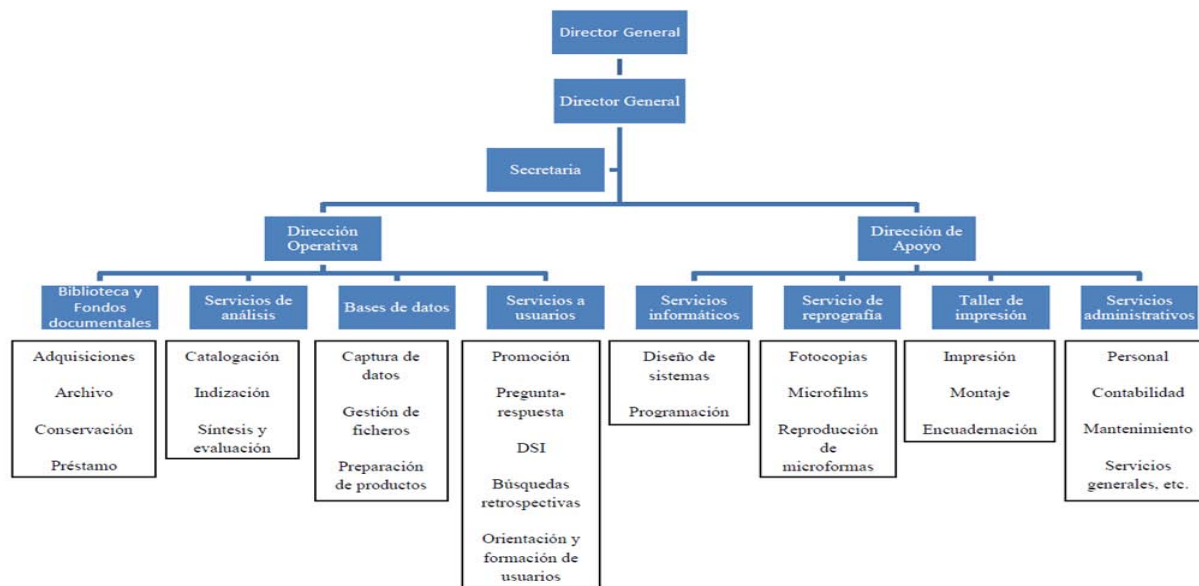 Director General
Director General
Secretaria
Dirección
Operativa
Dirección de
Apoyo
Biblioteca y
Fondos
documentales
Servicios de
análisis
Bases de datos
Servicios a
usuarios
Servicios
informáticos
Servicio de
reprografía
Taller de
impresión
Servicios
administrativos
Adquisiciones
Archivo
Conservación
Préstamo
Catalogación
Indización
Síntesis y
evaluación
Captura de
datos
Gestión de
ficheros
Preparación
de productos
Promoción
Pregunta-
respuesta
DSI
Búsquedas
retrospectivas
Orientación y
formación de
usuarios
Diseño de
sistemas
Programación
Fotocopias
Microfilms
Reproducción
de
microformas
Impresión
Montaje
Encuadernación
Personal
Contabilidad
Mantenimiento
Servicios
generales, etc.